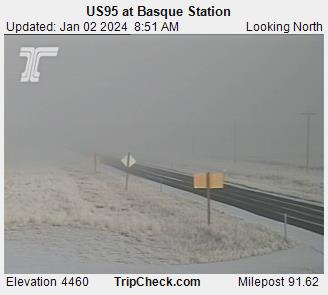 US95 at Basque Station
Updated: Jan 02 2024 8:51 AM Looking North
Elevation 4460 TripCheck.com Milepost 91.62